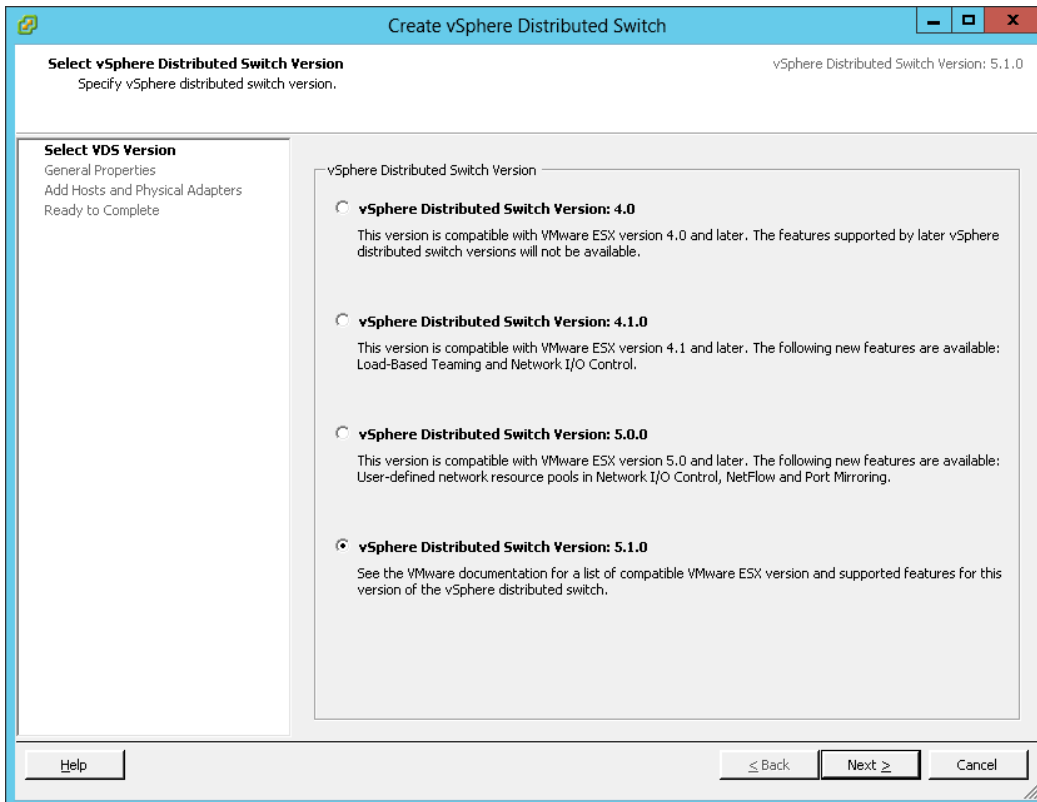 Create vSphere Distributed Switch
X
Select vSphere Distributed Switch Version
Specify vSphere distributed switch version.
vSphere Distributed Switch Version: 5.1.0
Select VDS Version
General Properties
Add Hosts and Physical Adapters
Ready to Complete
vSphere Distributed Switch Version
vSphere Distributed Switch Version: 4.0
This version is compatible with VMware ESX version 4.0 and later. The features supported by later vSphere
distributed switch versions will not be available.
vSphere Distributed Switch Version: 4.1.0
This version is compatible with VMware ESX version 4.1 and later. The following new features are available:
Load-Based Teaming and Network I/O Control.
vSphere Distributed Switch Version: 5.0.0
This version is compatible with VMware ESX version 5.0 and later. The following new features are available:
User-defined network resource pools in Network I/O Control, NetFlow and Port Mirroring.
vSphere Distributed Switch Version: 5.1.0
See the VMware documentation for a list of compatible VMware ESX version and supported features for this
version of the vSphere distributed switch.
Help
< Back
Next >
Cancel